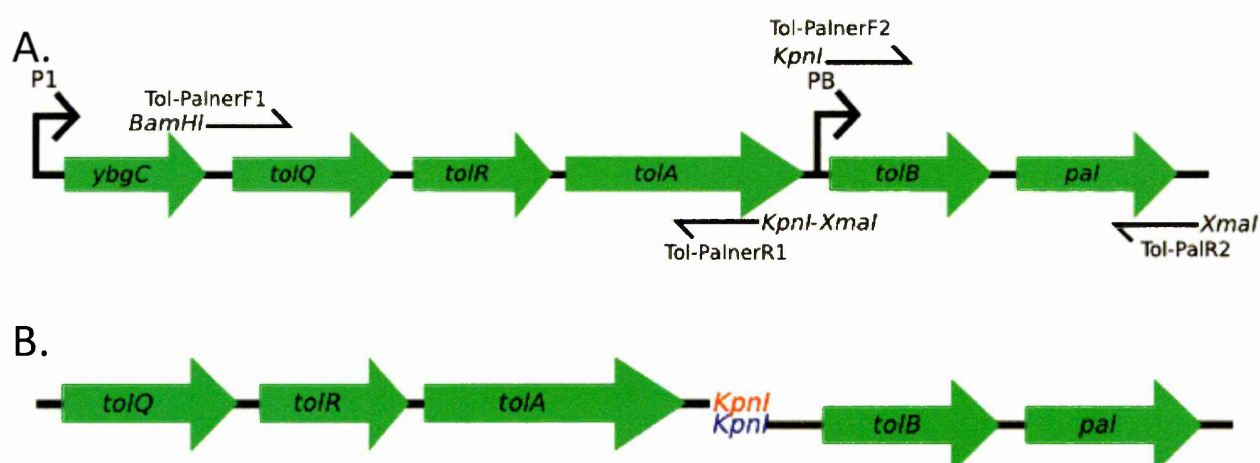 A.
P1
Tol-PalnerF1
BamHI
Tol-PalnerF2
KpnI
PB
ybgC
tolQ
tolR
tolA
tolB
pal
KpnI-XmaI
Tol-PalnerR1
XmaI
Tol-PalR2
B.
tolQ
tolR
tolA
KpnI
KpnI
tolB
pal